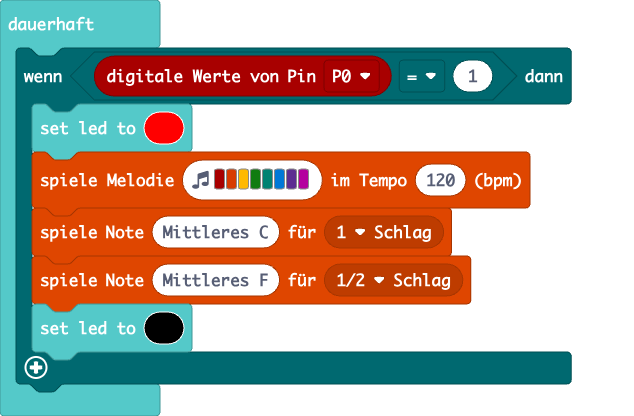 dauerhaft
wenn digitale Werte von Pin P0 = 1 dann
set led to
spiele Melodie im Tempo 120 (bpm)
spiele Note Mittleres C für 1 Schlag
spiele Note Mittleres F für 1/2 Schlag
set led to